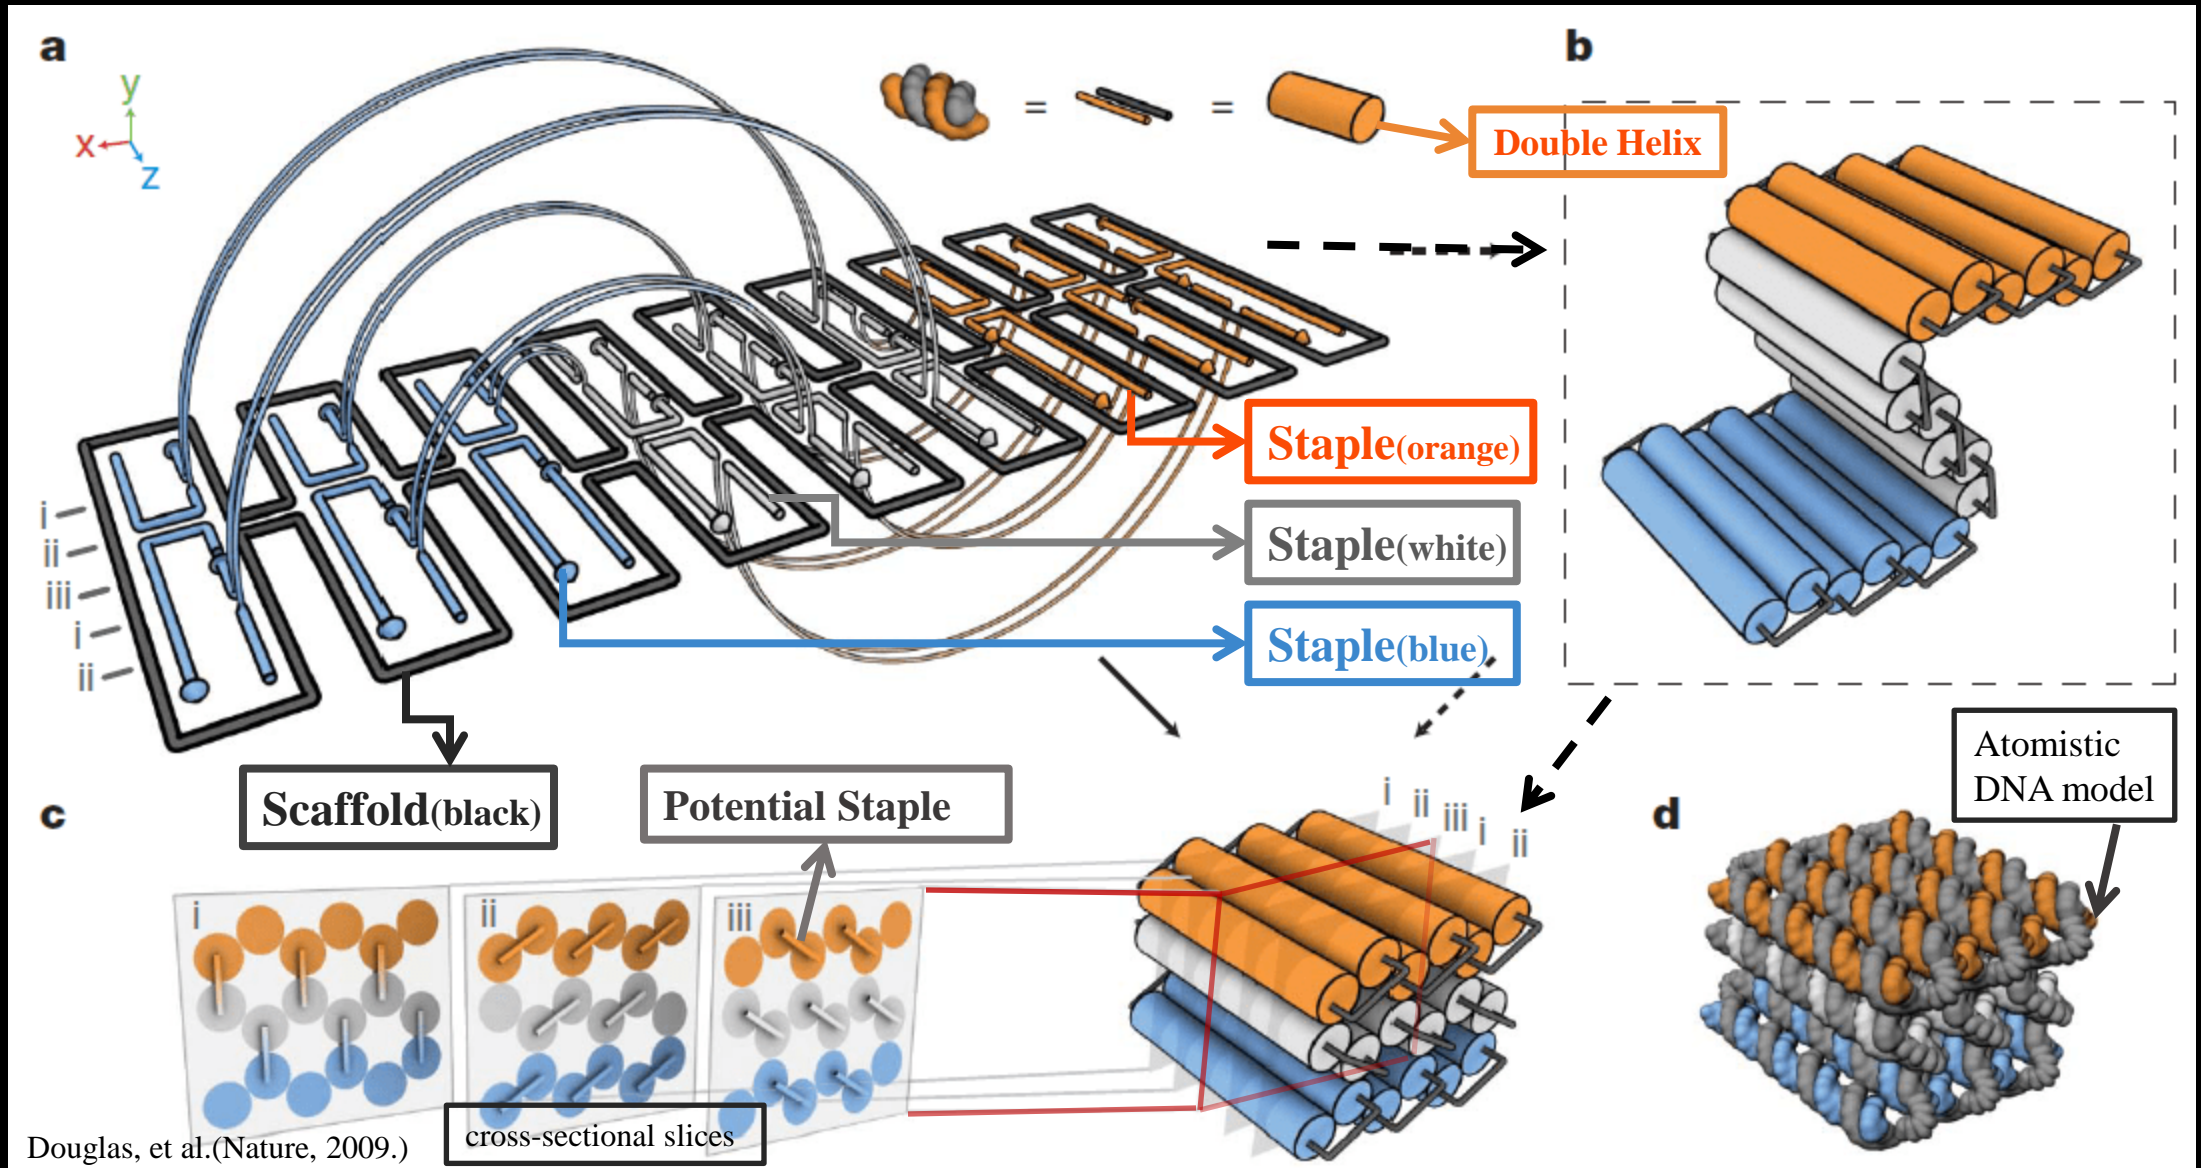 a
b
y
x
z
=
=
Double Helix
Staple(orange)
Staple(white)
Staple(blue)
i
ii
iii
i
ii
Scaffold(black)
Potential Staple
Atomistic
DNA model
c
i
ii
iii
i
ii
iii
i
ii
d
cross-sectional slices
Douglas, et al.(Nature, 2009.)